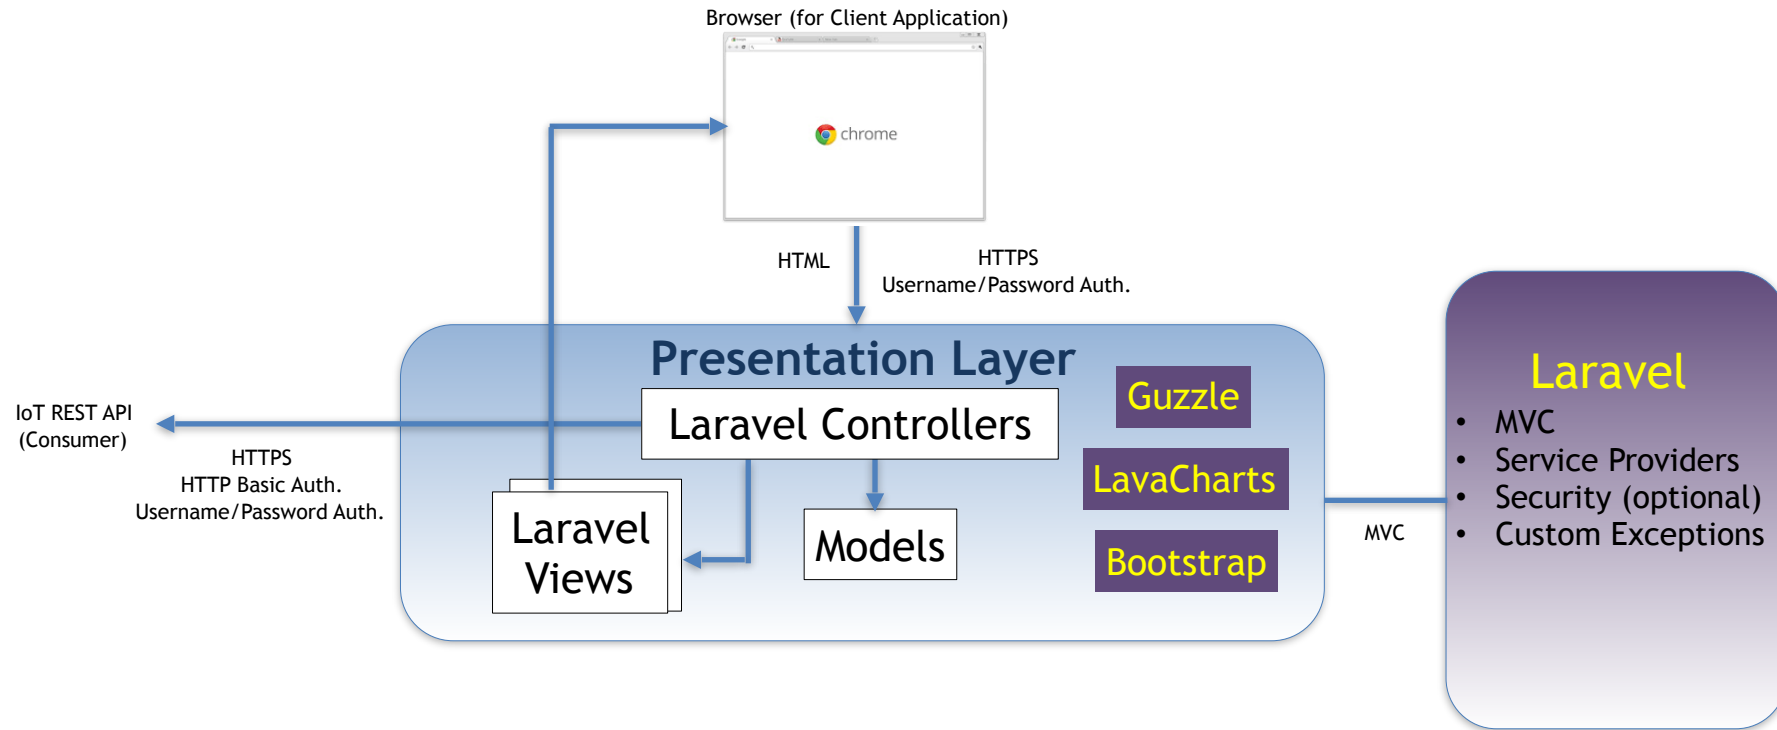 Browser (for Client Application)
chrome
HTML
HTTPS
Username/Password Auth.
Presentation Layer
Laravel Controllers
Guzzle
LavaCharts
Bootstrap
Laravel
Views
Models
IoT REST API
(Consumer)
HTTPS
HTTP Basic Auth.
Username/Password Auth.
MVC
Laravel
• MVC
• Service Providers
• Security (optional)
• Custom Exceptions